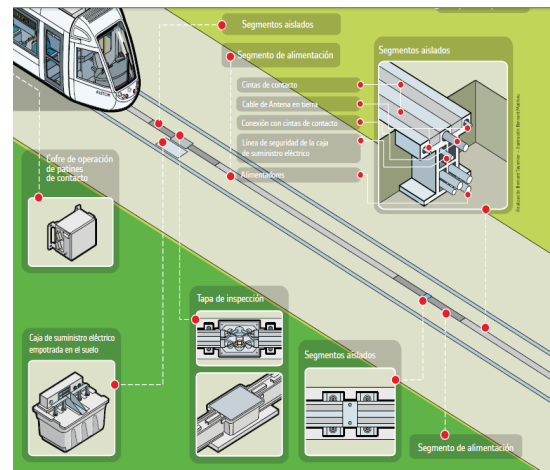 Segmentos aislados
Segmento de alimentación
Segmentos aislados
Cintas de contacto
Cable de Antena en tierra
Conexión con cintas de contacto
Línea de seguridad de la caja
de suministro eléctrico
Alimentadores
ALSTOM
Cofre de operación
de patines
de contacto
Tapa de inspección
Caja de suministro eléctrico
empotrada en el suelo
Segmentos aislados
Segmento de alimentación